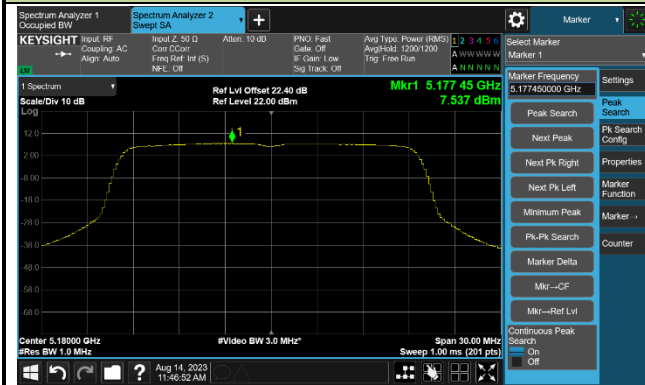 Spectrum Analyzer 1
Occupied BW
Spectrum Analyzer 2
Swept SA
Marker
KEYSIGHT
Input: RF
Coupling: AC
Align: Auto
Input Z: 50 Ω
Corr CCorr
Freq Ref: Int (S)
NFE: Off
Atten: 10 dB
PNO: Fast
Gate: Off
IF Gain: Low
Sig Track: Off
Avg Type: Power (RMS)
Avg|Hold: 1200/1200
Trig: Free Run
1 2 3 4 5 6
A W W W W W
A N N N N N
Select Marker
Marker 1
1 Spectrum
Scale/Div 10 dB
Log
Ref Lvl Offset 22.40 dB
Ref Level 22.00 dBm
Mkr1 5.177 45 GHz
7.537 dBm
12.0
2.00
-8.00
-18.0
-28.0
-38.0
-48.0
-58.0
-68.0
1
Center 5.18000 GHz
#Res BW 1.0 MHz
#Video BW 3.0 MHz*
Span 30.00 MHz
Sweep 1.00 ms (201 pts)
Marker Frequency
5.177450000 GHz
Peak Search
Next Peak
Next Pk Right
Next Pk Left
Minimum Peak
Pk-Pk Search
Marker Delta
Mkr→CF
Mkr→Ref Lvl
Continuous Peak
Search
On
Off
Settings
Peak
Search
Pk Search
Config
Properties
Marker
Function
Marker→
Counter
Aug 14, 2023
11:46:52 AM